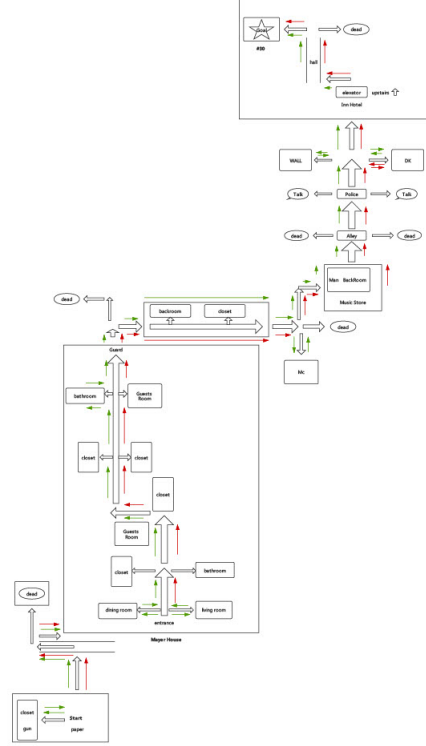 Goal
dead
#30
hall
elevator
upstairs
Inn Hotel
WALL
DK
Talk
Police
Talk
dead
Alley
dead
Man
BackRoom
Music Store
dead
backroom
closet
dead
Mc
Guard
Bathroom
Guests
Room
closet
closet
closet
Guests
Room
closet
bathroom
dining room
living room
entrance
Mayer House
dead
closet
gun
Start
paper